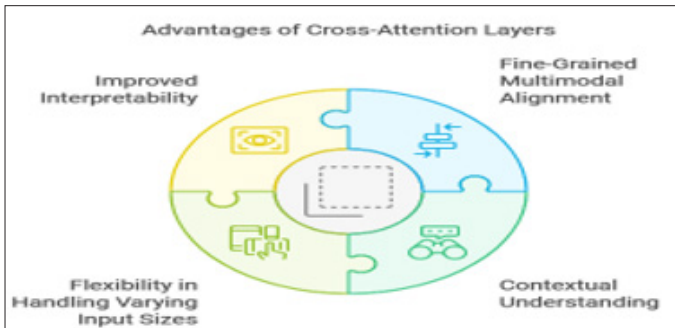 Advantages of Cross-Attention Layers
Improved
Interpretability
Fine-Grained
Multimodal
Alignment
Flexibility in
Handling Varying
Input Sizes
Contextual
Understanding